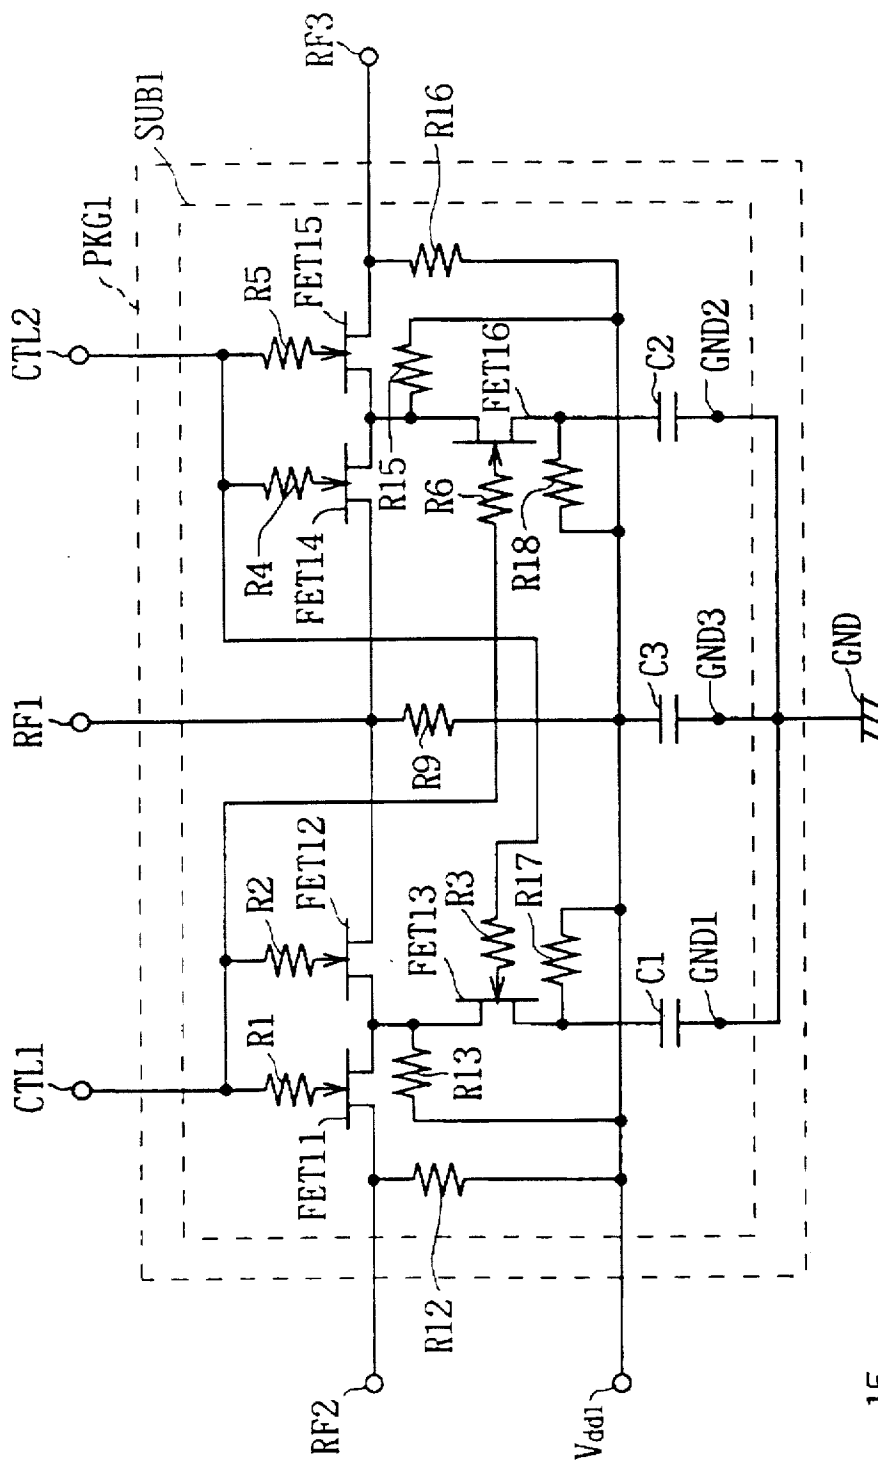 CTL1
RF1
CTL2
PKG1
SUB1
R1
R2
R4
R5
FET11
FET12
FET14
FET15
RF2
RF3
R12
R13
FET13
R3
R17
R9
R15
R6
FET16
R18
R16
Vdd1
C1
C3
C2
GND1
GND3
GND2
GND